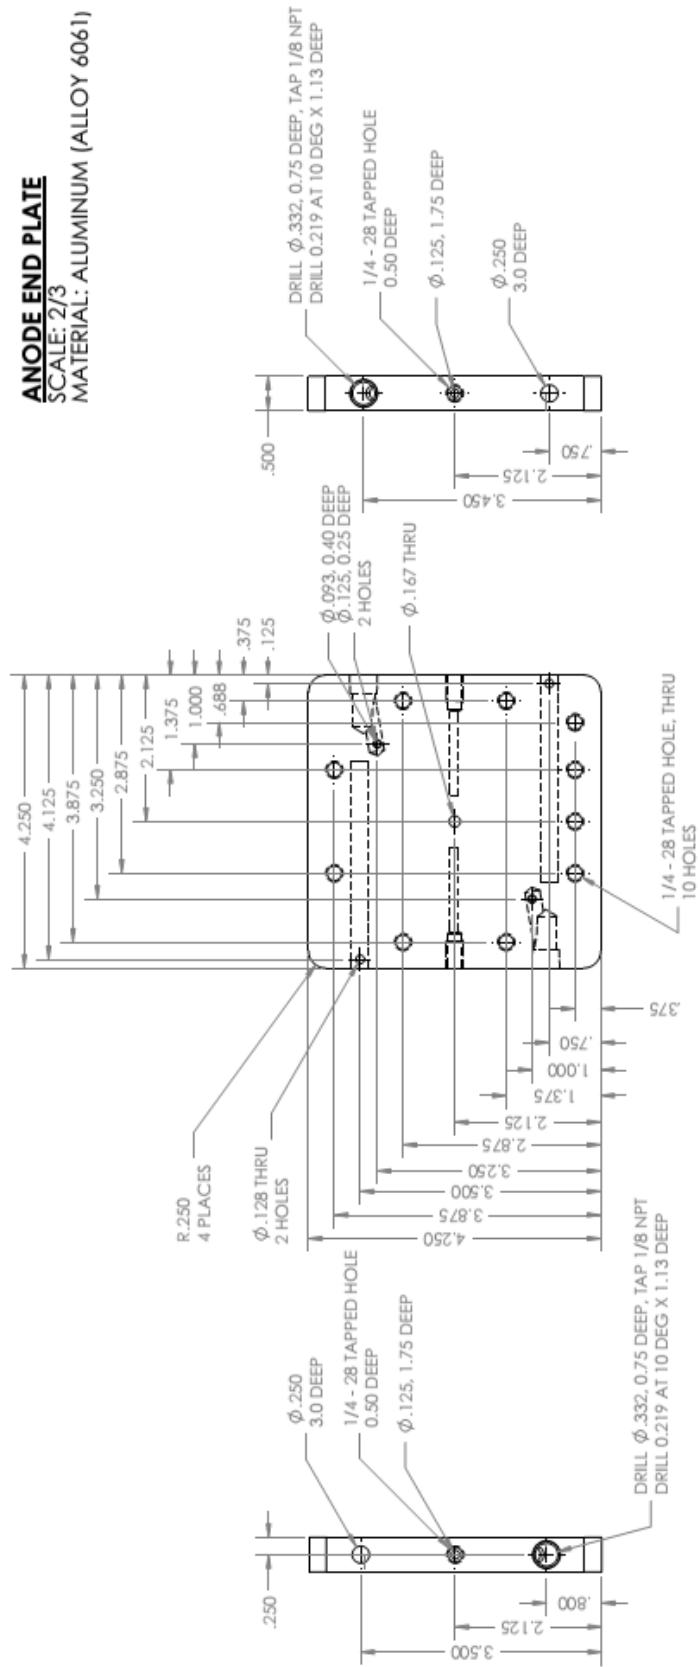 ANODE END PLATE
SCALE: 2/3
MATERIAL: ALUMINUM (ALLOY 6061)
DRILL Ø.332, 0.75 DEEP, TAP 1/8 NPT
DRILL 0.219 AT 10 DEG X 1.13 DEEP
1/4 - 28 TAPPED HOLE
0.50 DEEP
Ø.125, 1.75 DEEP
Ø.250
3.0 DEEP
.500
3.450
2.125
.750
4.250
4.125
3.875
3.250
2.875
2.125
1.375
1.000
.688
.375
.125
Ø.093, 0.40 DEEP
Ø.125, 0.25 DEEP
2 HOLES
Ø.167 THRU
1/4 - 28 TAPPED HOLE, THRU
10 HOLES
R.250
4 PLACES
Ø.128 THRU
2 HOLES
4.250
3.875
3.500
3.250
2.875
2.125
1.375
1.000
.750
.375
Ø.250
3.0 DEEP
1/4 - 28 TAPPED HOLE
0.50 DEEP
Ø.125, 1.75 DEEP
DRILL Ø.332, 0.75 DEEP, TAP 1/8 NPT
DRILL 0.219 AT 10 DEG X 1.13 DEEP
.250
3.500
2.125
.800